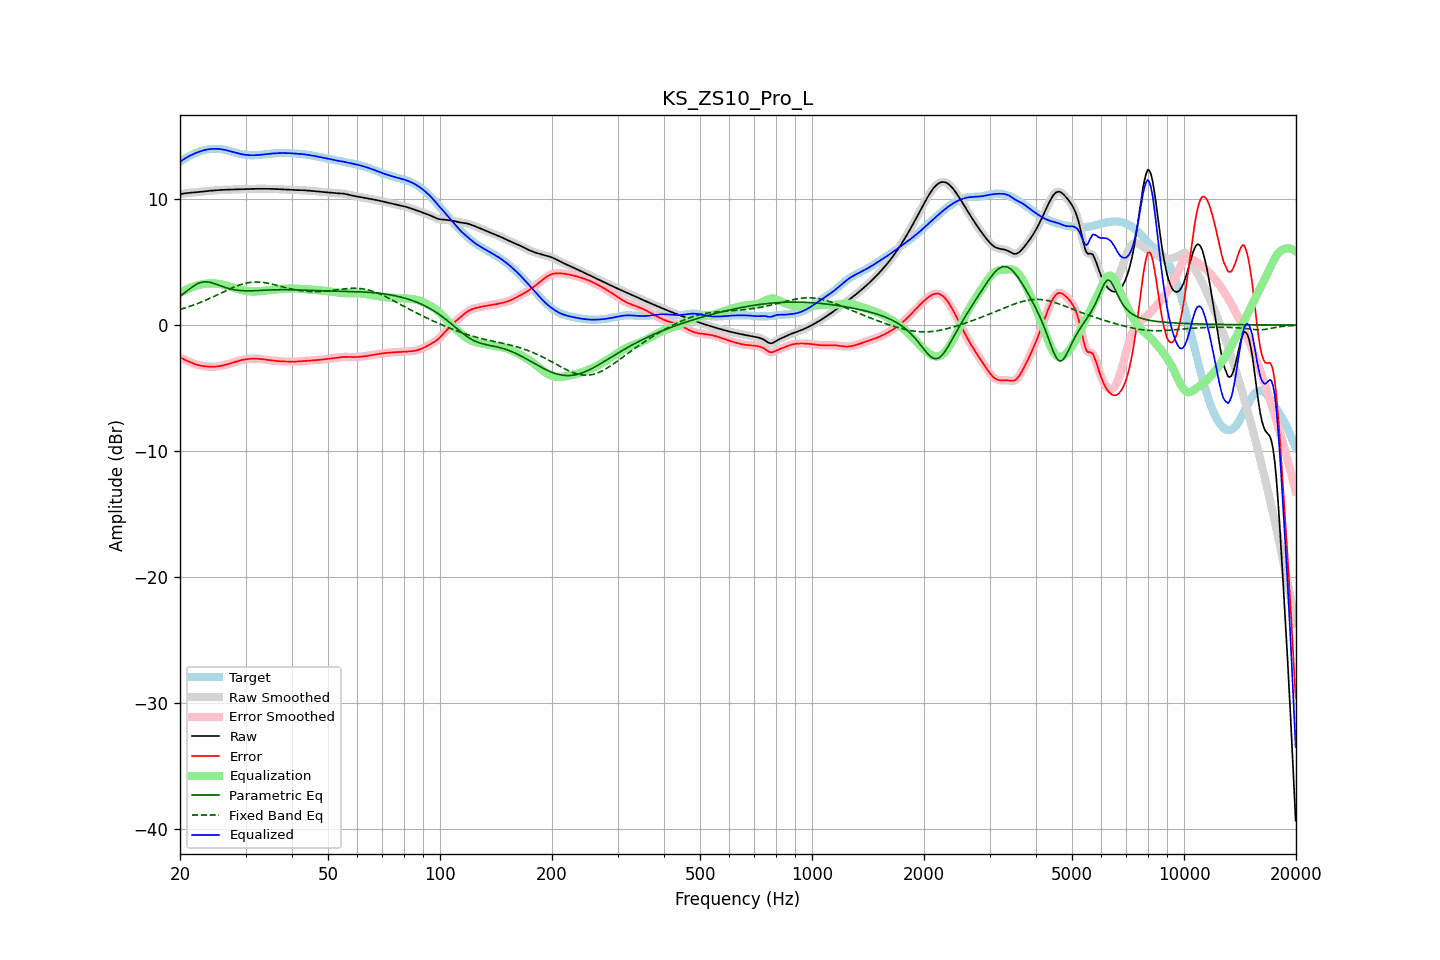 KS_ZS10_Pro_L
Amplitude (dBr)
10
0
−10
−20
−30
−40
Target
Raw Smoothed
Error Smoothed
Raw
Error
Equalization
Parametric Eq
Fixed Band Eq
Equalized
20
50
100
200
500
1000
2000
5000
10000
20000
Frequency (Hz)